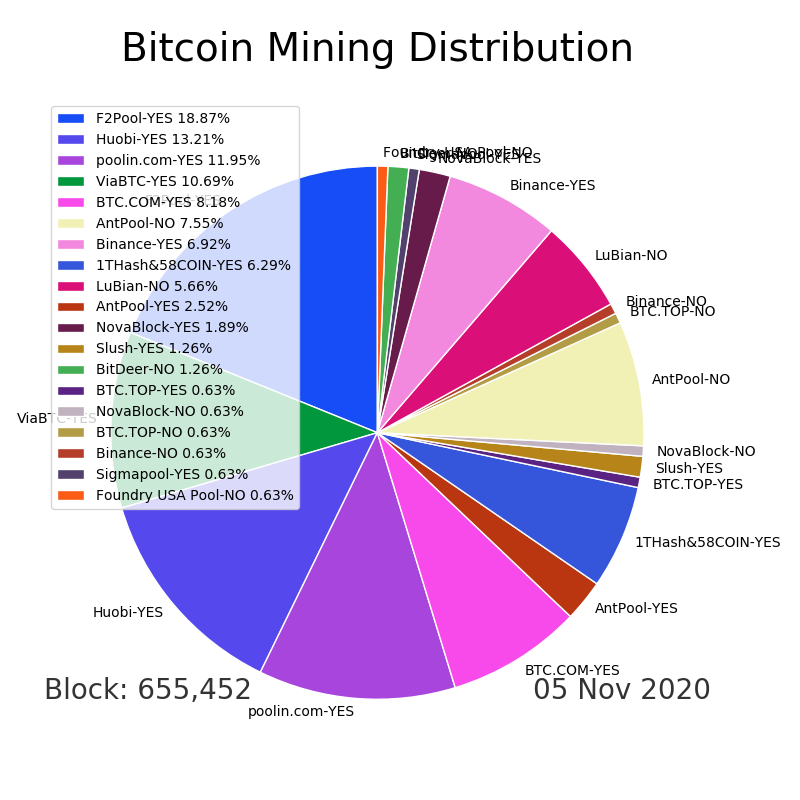 Bitcoin Mining Distribution
F2Pool-YES 18.87%
Huobi-YES 13.21%
poolin.com-YES 11.95%
ViaBTC-YES 10.69%
BTC.COM-YES 8.18%
AntPool-NO 7.55%
Binance-YES 6.92%
1THash&58COIN-YES 6.29%
LuBian-NO 5.66%
AntPool-YES 2.52%
NovaBlock-YES 1.89%
Slush-YES 1.26%
BitDeer-NO 1.26%
BTC.TOP-YES 0.63%
NovaBlock-NO 0.63%
BTC.TOP-NO 0.63%
Binance-NO 0.63%
Sigmapool-YES 0.63%
Foundry USA Pool-NO 0.63%
Foundry USA Pool-NO
NovaBlock-YES
Binance-YES
LuBian-NO
Binance-NO
BTC.TOP-NO
AntPool-NO
ViaBTC-YES
NovaBlock-NO
Slush-YES
BTC.TOP-YES
1THash&58COIN-YES
AntPool-YES
Huobi-YES
BTC.COM-YES
poolin.com-YES
Block: 655,452
05 Nov 2020